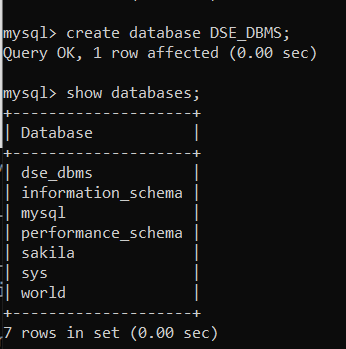 mysql> create database DSE_DBMS;
Query OK, 1 row affected (0.00 sec)
mysql> show databases;
+--------------------+
| Database           |
+--------------------+
| dse_dbms           |
| information_schema |
| mysql              |
| performance_schema |
| sakila             |
| sys                |
| world              |
+--------------------+
7 rows in set (0.00 sec)